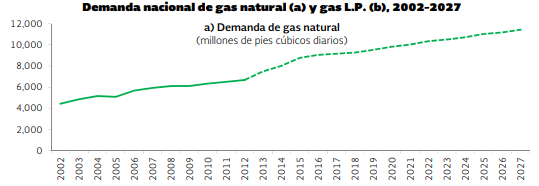 Demanda nacional de gas natural (a) y gas L.P. (b), 2002-2027
a) Demanda de gas natural
(millones de pies cúbicos diarios)
12,000
10,000
8,000
6,000
4,000
2,000
0
2002 2003 2004 2005 2006 2007 2008 2009 2010 2011 2012 2013 2014 2015 2016 2017 2018 2019 2020 2021 2022 2023 2024 2025 2026 2027